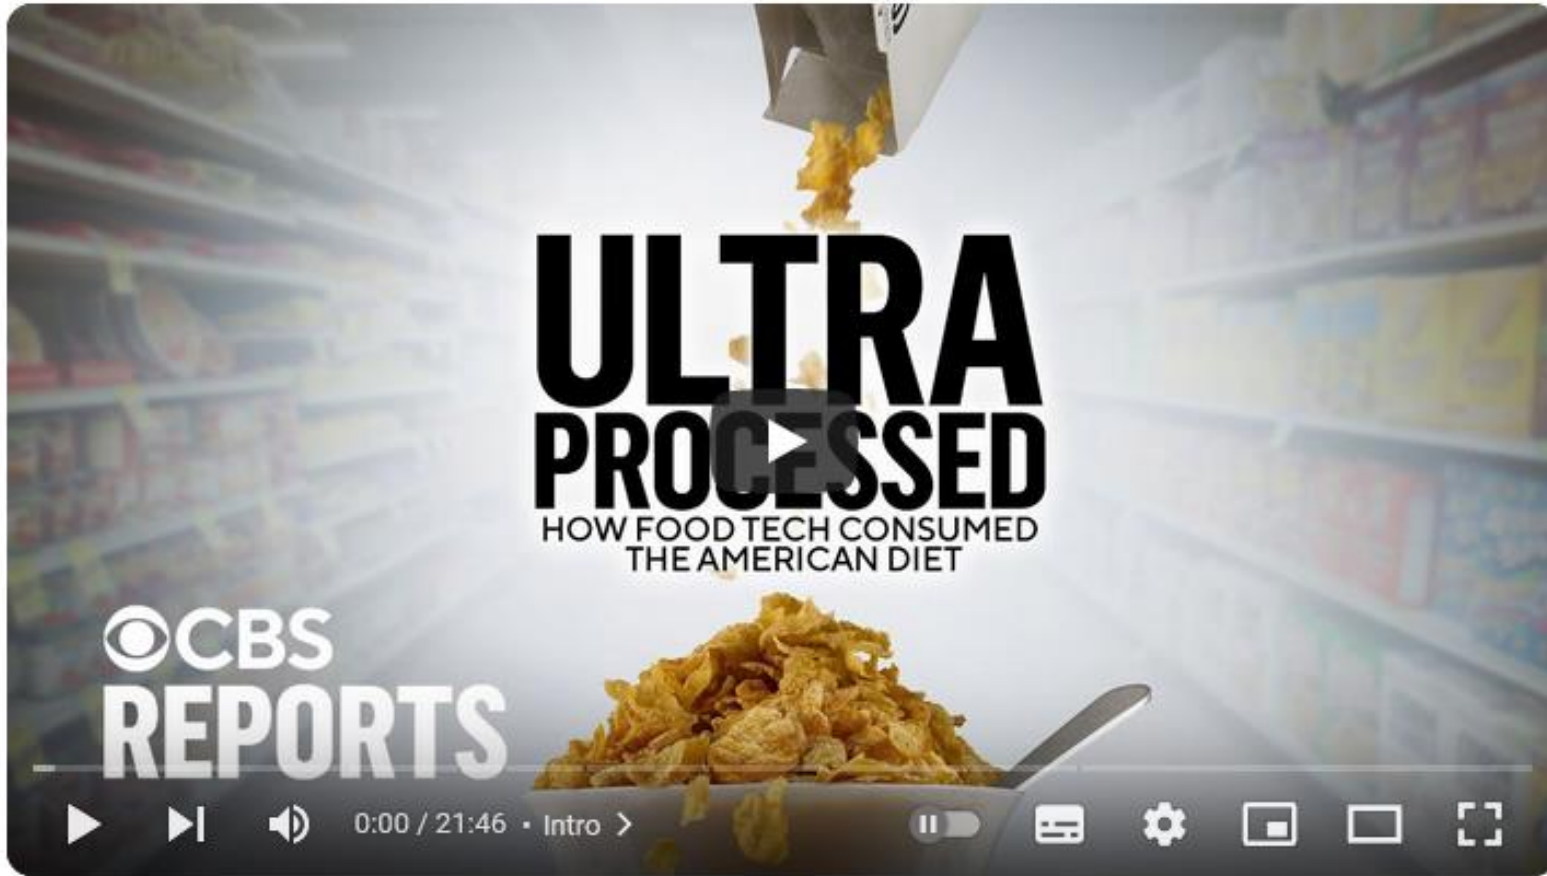 ULTRA
PROCESSED
HOW FOOD TECH CONSUMED
THE AMERICAN DIET
CBS
REPORTS
0:00 / 21:46 • Intro